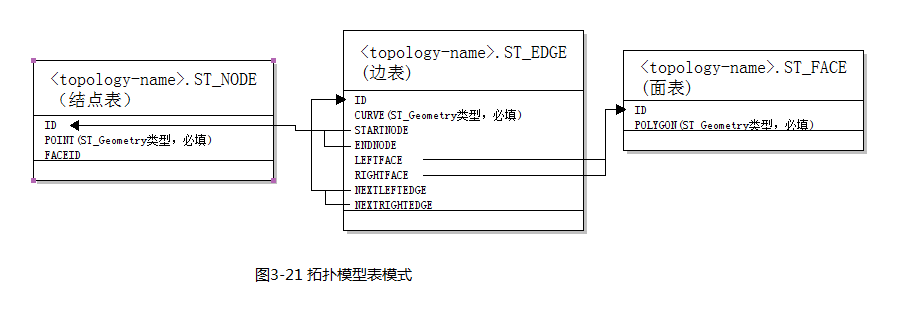 <topology-name>.ST_NODE
(结点表)
ID
POINT(ST_Geometry类型, 必填)
FACEID
<topology-name>.ST_EDGE
(边表)
ID
CURVE(ST_Geometry类型, 必填)
STARTNODE
ENDNODE
LEFTFACE
RIGHTFACE
NEXTLEFTEDGE
NEXTRIGHTEDGE
<topology-name>.ST_FACE
(面表)
ID
POLYGON(ST_Geometry类型, 必填)
图3-21 拓扑模型表模式